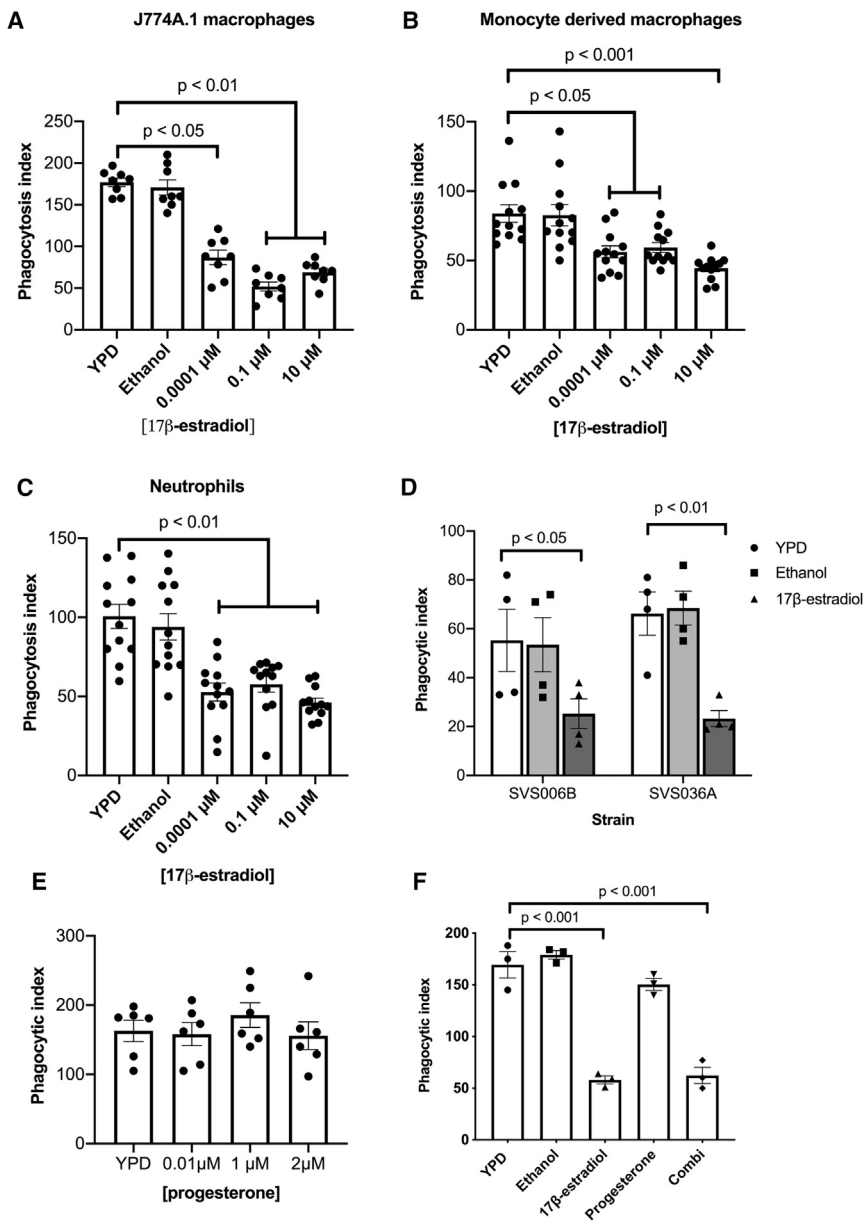 A
J774A.1 macrophages
p < 0.01
p < 0.05
Phagocytosis index
250
200
150
100
50
0
YPD
Ethanol
0.0001 µM
0.1 µM
10 µM
[17β-estradiol]
B
Monocyte derived macrophages
p < 0.001
p < 0.05
Phagocytosis index
150
100
50
0
YPD
Ethanol
0.0001 µM
0.1 µM
10 µM
[17β-estradiol]
C
Neutrophils
p < 0.01
Phagocytosis index
150
100
50
0
YPD
Ethanol
0.0001 µM
0.1 µM
10 µM
[17β-estradiol]
D
p < 0.05
p < 0.01
Phagocytic index
100
80
60
40
20
0
SVS006B
SVS036A
Strain
YPD
Ethanol
17β-estradiol
E
Phagocytic index
300
200
100
0
YPD
0.01µM
1 µM
2µM
[progesterone]
F
p < 0.001
p < 0.001
Phagocytic index
200
150
100
50
0
YPD
Ethanol
17β-estradiol
Progesterone
Combi